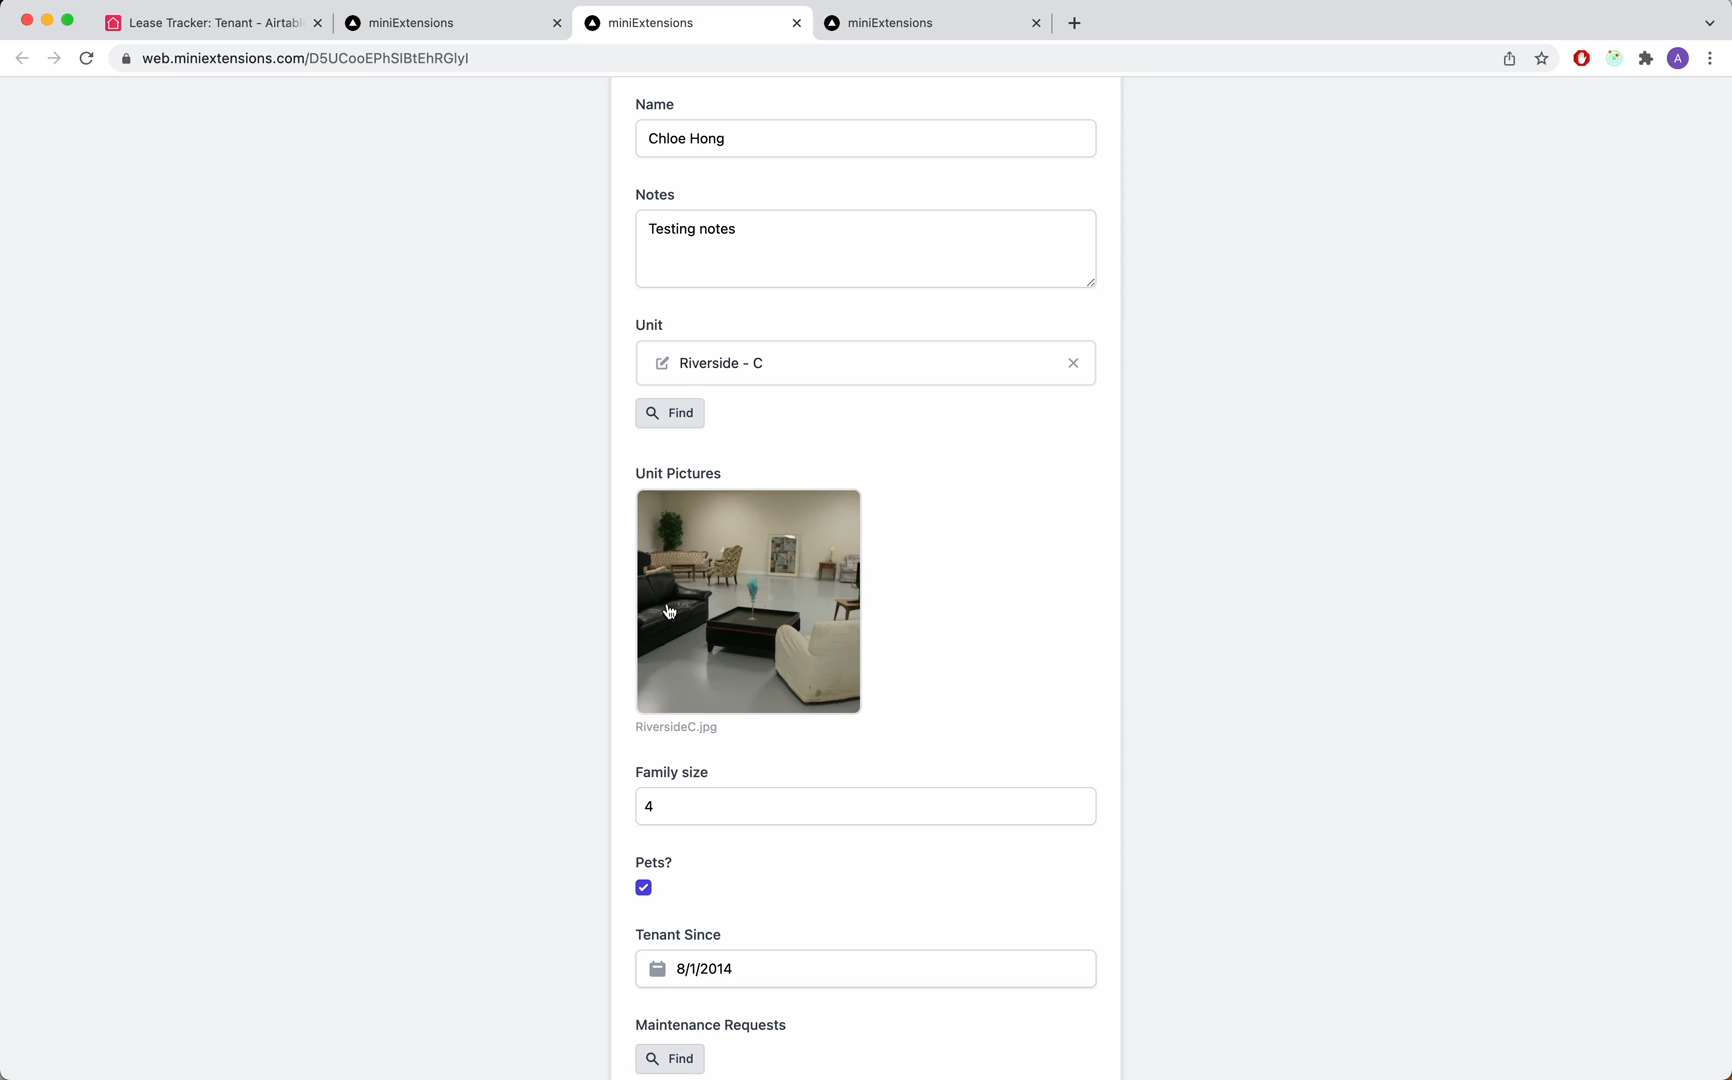 Lease Tracker: Tenant - Airtabl
miniExtensions
miniExtensions
miniExtensions
web.miniextensions.com/D5UCooEPhSIBtEhRGlyI
A
Name
Chloe Hong
Notes
Testing notes
Unit
Riverside - C
Find
Unit Pictures
RiversideC.jpg
Family size
4
Pets?
Tenant Since
8/1/2014
Maintenance Requests
Find